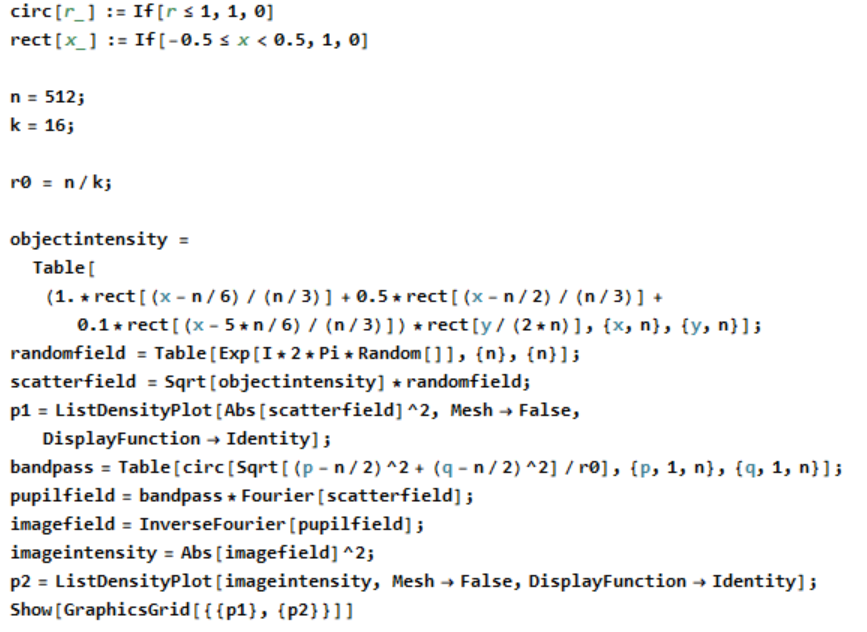 circ[r_] := If[r ≤ 1, 1, 0]
rect[x_] := If[-0.5 ≤ x < 0.5, 1, 0]
n = 512;
k = 16;
r0 = n / k;
objectintensity =
Table[
(1. * rect[(x - n / 6) / (n / 3)] + 0.5 * rect[(x - n / 2) / (n / 3)] +
0.1 * rect[(x - 5 * n / 6) / (n / 3)]) * rect[y / (2 * n)], {x, n}, {y, n}];
randomfield = Table[Exp[I * 2 * Pi * Random[]], {n}, {n}];
scatterfield = Sqrt[objectintensity] * randomfield;
p1 = ListDensityPlot[Abs[scatterfield]^2, Mesh → False,
DisplayFunction → Identity];
bandpass = Table[circ[Sqrt[(p - n / 2)^2 + (q - n / 2)^2] / r0], {p, 1, n}, {q, 1, n}];
pupilfield = bandpass * Fourier[scatterfield];
imagefield = InverseFourier[pupilfield];
imageintensity = Abs[imagefield]^2;
p2 = ListDensityPlot[imageintensity, Mesh → False, DisplayFunction → Identity];
Show[GraphicsGrid[{{p1}, {p2}}]]